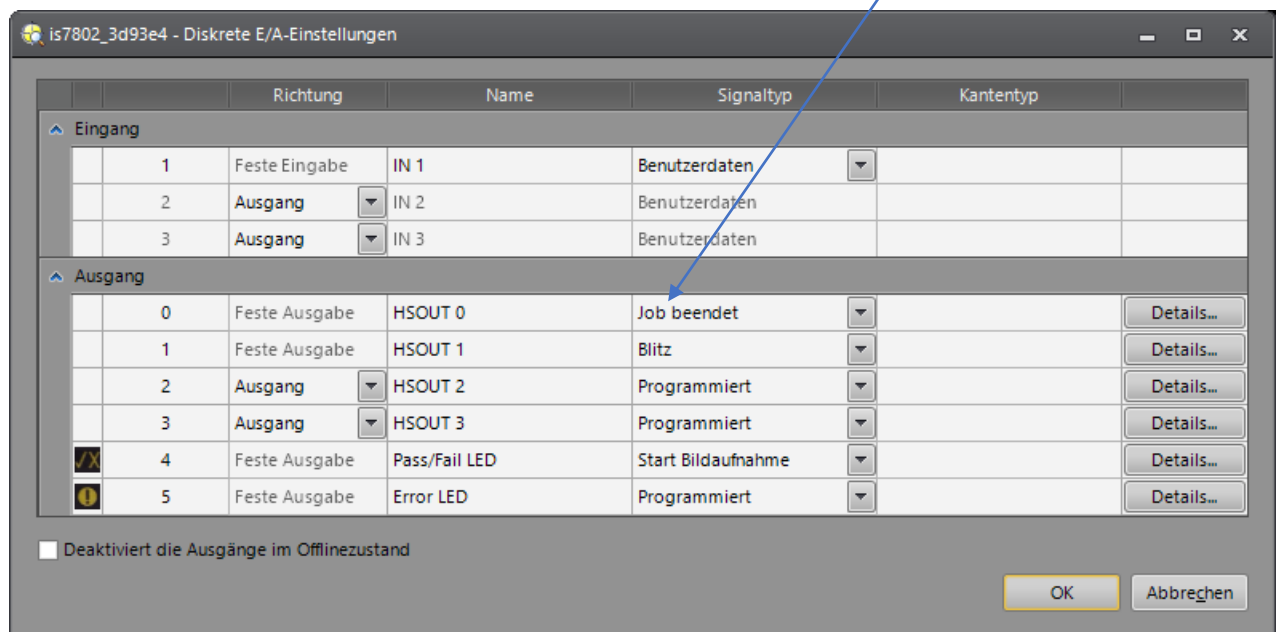 is7802_3d93e4 - Diskrete E/A-Einstellungen
Richtung Name Signaltyp Kantentyp
Eingang
1 Feste Eingabe IN 1 Benutzerdaten
2 Ausgang IN 2 Benutzerdaten
3 Ausgang IN 3 Benutzerdaten
Ausgang
0 Feste Ausgabe HSOUT 0 Job beendet Details...
1 Feste Ausgabe HSOUT 1 Blitz Details...
2 Ausgang HSOUT 2 Programmiert Details...
3 Ausgang HSOUT 3 Programmiert Details...
4 Feste Ausgabe Pass/Fail LED Start Bildaufnahme Details...
5 Feste Ausgabe Error LED Programmiert Details...
Deaktiviert die Ausgänge im Offlinezustand
OK Abbrechen